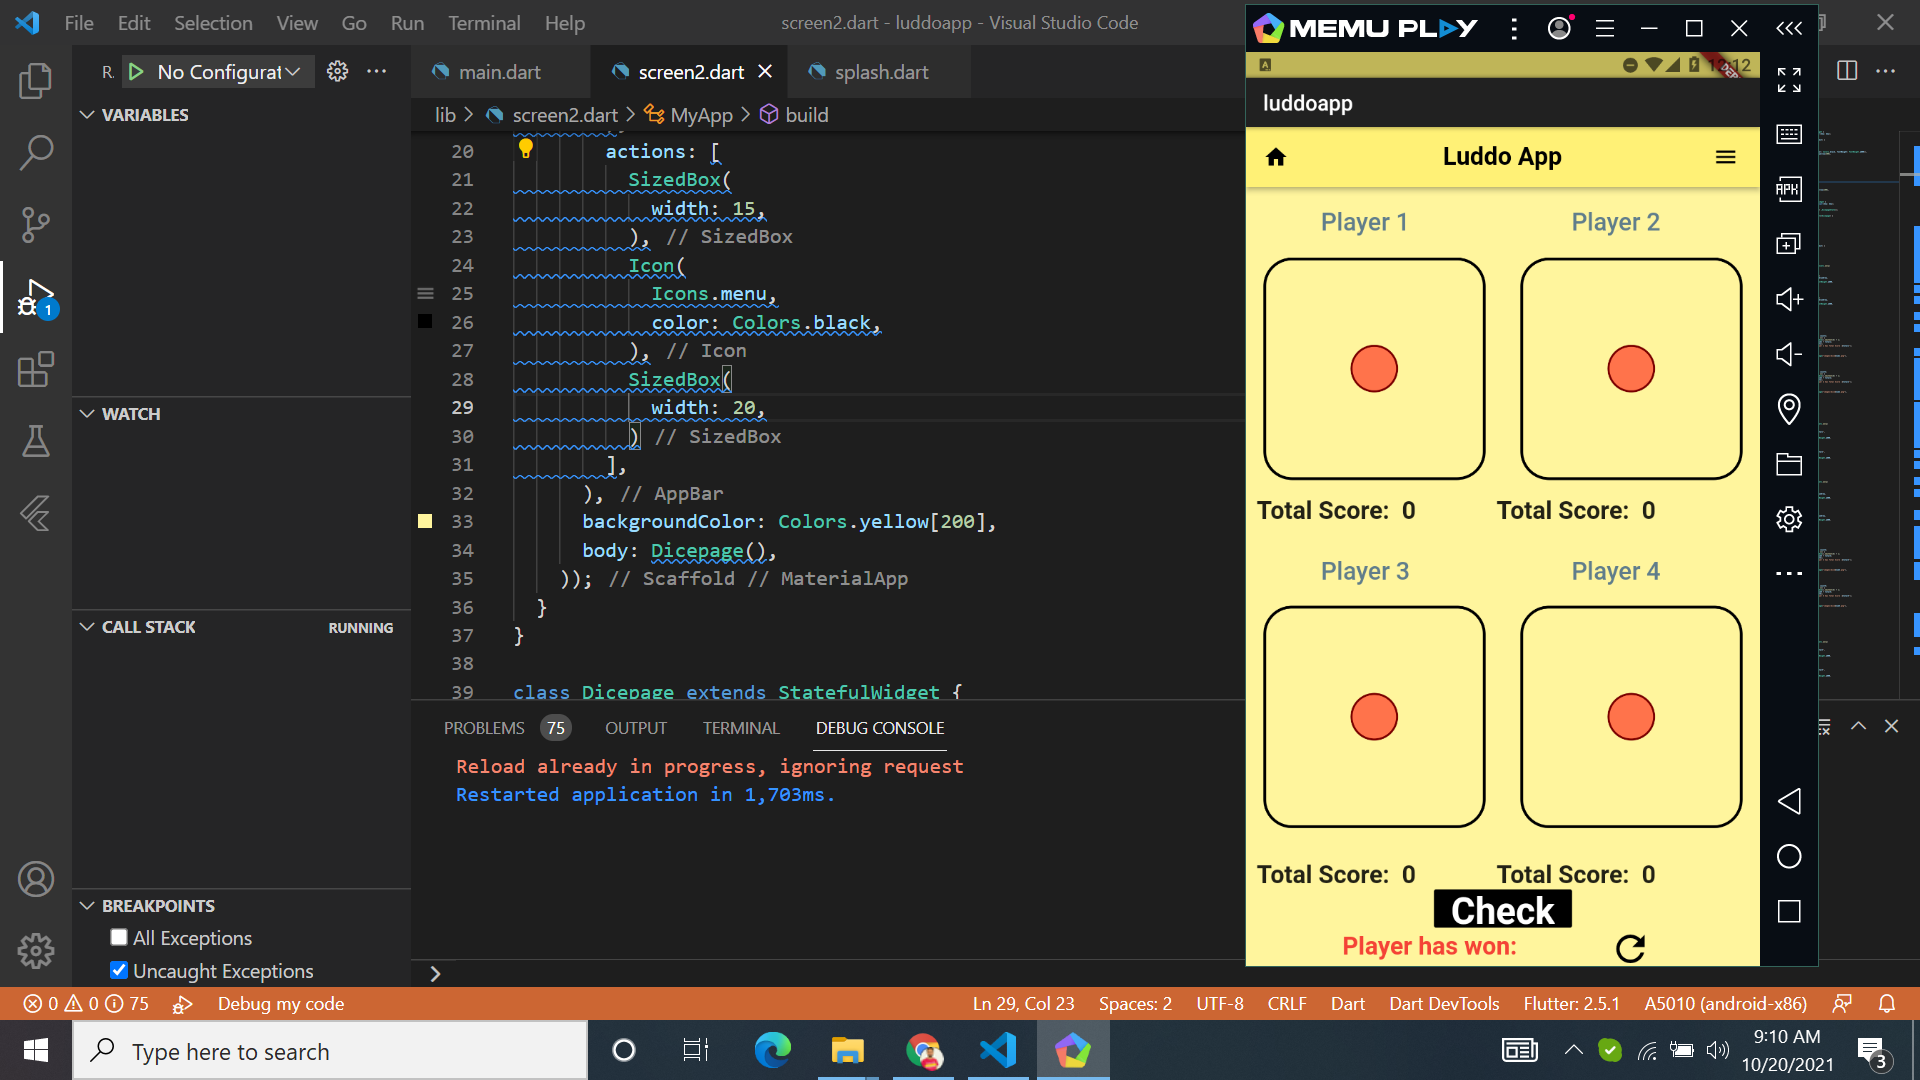 File Edit Selection View Go Run Terminal Help
screen2.dart - luddoapp - Visual Studio Code
R. No Configurat
main.dart screen2.dart splash.dart
lib > screen2.dart > MyApp > build
VARIABLES
WATCH
CALL STACK RUNNING
BREAKPOINTS
All Exceptions
Uncaught Exceptions
1
20 actions: [
21 SizedBox(
22 width: 15,
23 ), // SizedBox
24 Icon(
25 Icons.menu,
26 color: Colors.black,
27 ), // Icon
28 SizedBox(
29 width: 20,
30 ) // SizedBox
31 ],
32 ), // AppBar
33 backgroundColor: Colors.yellow[200],
34 body: Dicepage(),
35 )); // Scaffold // MaterialApp
36 }
37 }
38
39 class Dicepage extends StatefulWidget {
PROBLEMS 75 OUTPUT TERMINAL DEBUG CONSOLE
Reload already in progress, ignoring request
Restarted application in 1,703ms.
MEMU PLAY
12:12
luddoapp
Luddo App
Player 1 Player 2
Total Score: 0 Total Score: 0
Player 3 Player 4
Total Score: 0 Total Score: 0
Check
Player has won:
APK
0 0 75 Debug my code
Ln 29, Col 23 Spaces: 2 UTF-8 CRLF Dart Dart DevTools Flutter: 2.5.1 A5010 (android-x86)
Type here to search
9:10 AM
10/20/2021
3